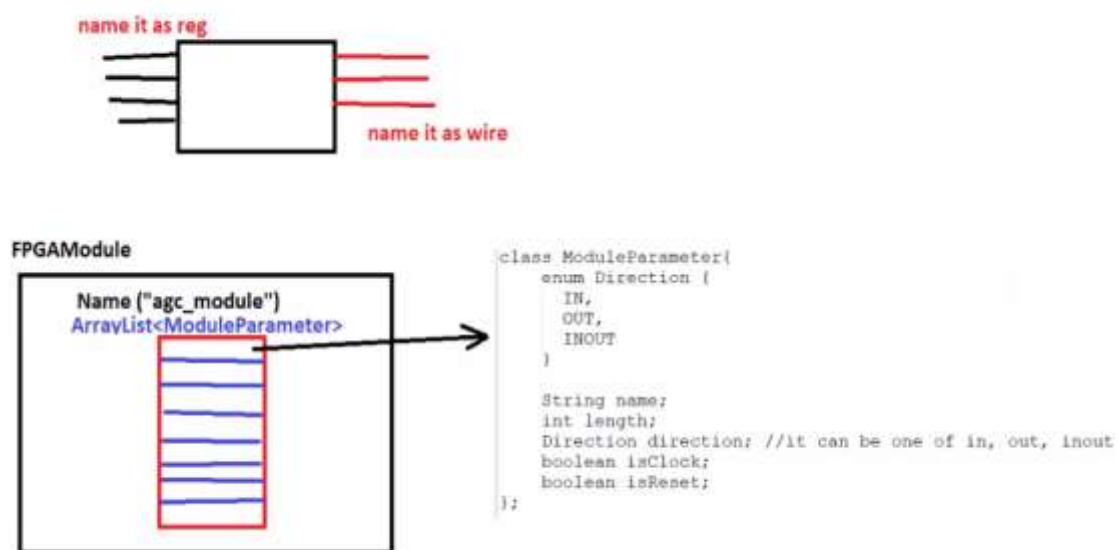 name it as reg
name it as wire
FPGAModule
Name ("agc_module")
ArrayList<ModuleParameter>
class ModuleParameter{
enum Direction {
IN,
OUT,
INOUT
}
String name;
int length;
Direction direction; //it can be one of in, out, inout
boolean isClock;
boolean isReset;
};